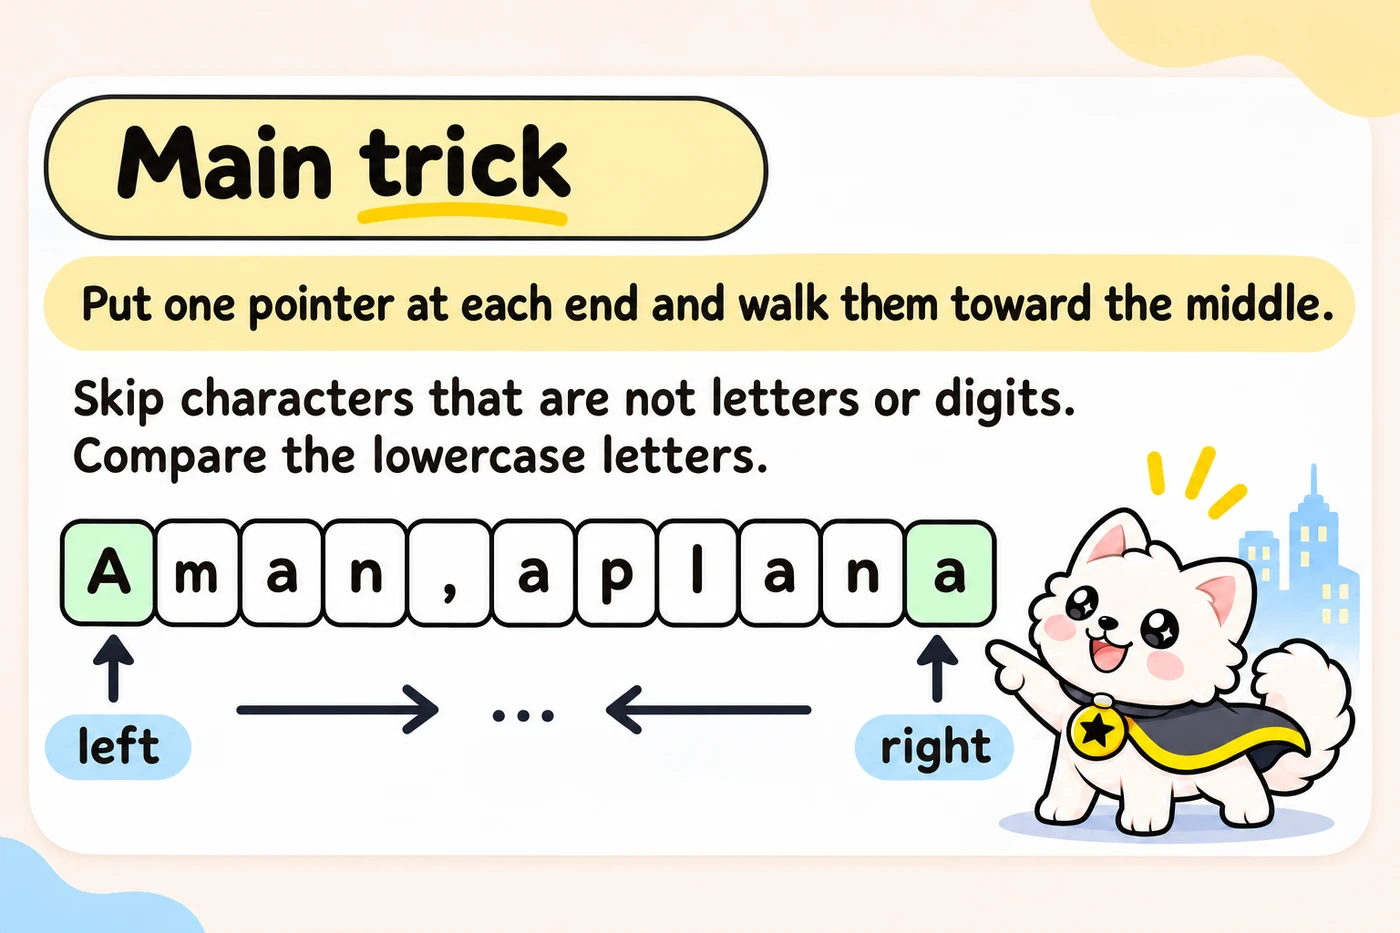 Main trick
Put one pointer at each end and walk them toward the middle.
Skip characters that are not letters or digits.
Compare the lowercase letters.
A m a n , a p l a n a
left ... right